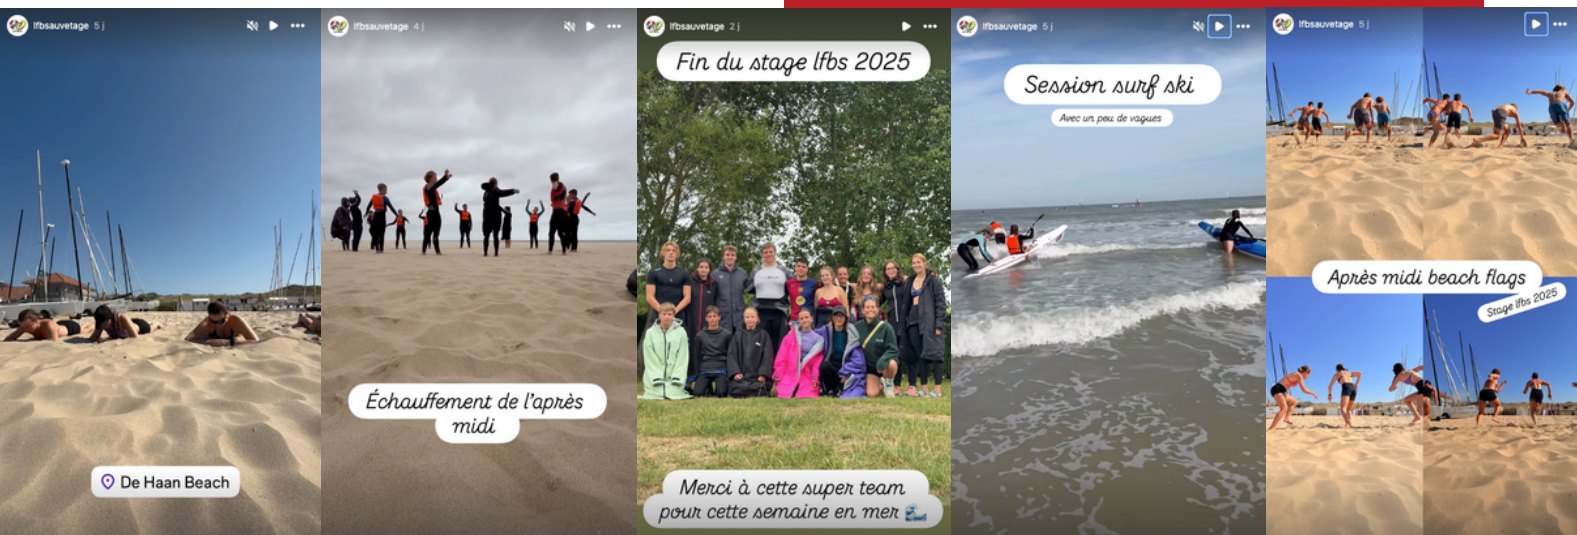 lfbsauvetage 5 j
De Haan Beach
lfbsauvetage 4 j
Échauffement de l'après
midi
lfbsauvetage 2 j
Fin du stage lfbs 2025
Merci à cette super team
pour cette semaine en mer
lfbsauvetage 5 j
Session surf ski
Avec un peu de vagues
lfbsauvetage 5 j
Après midi beach flags
Stage lfbs 2025